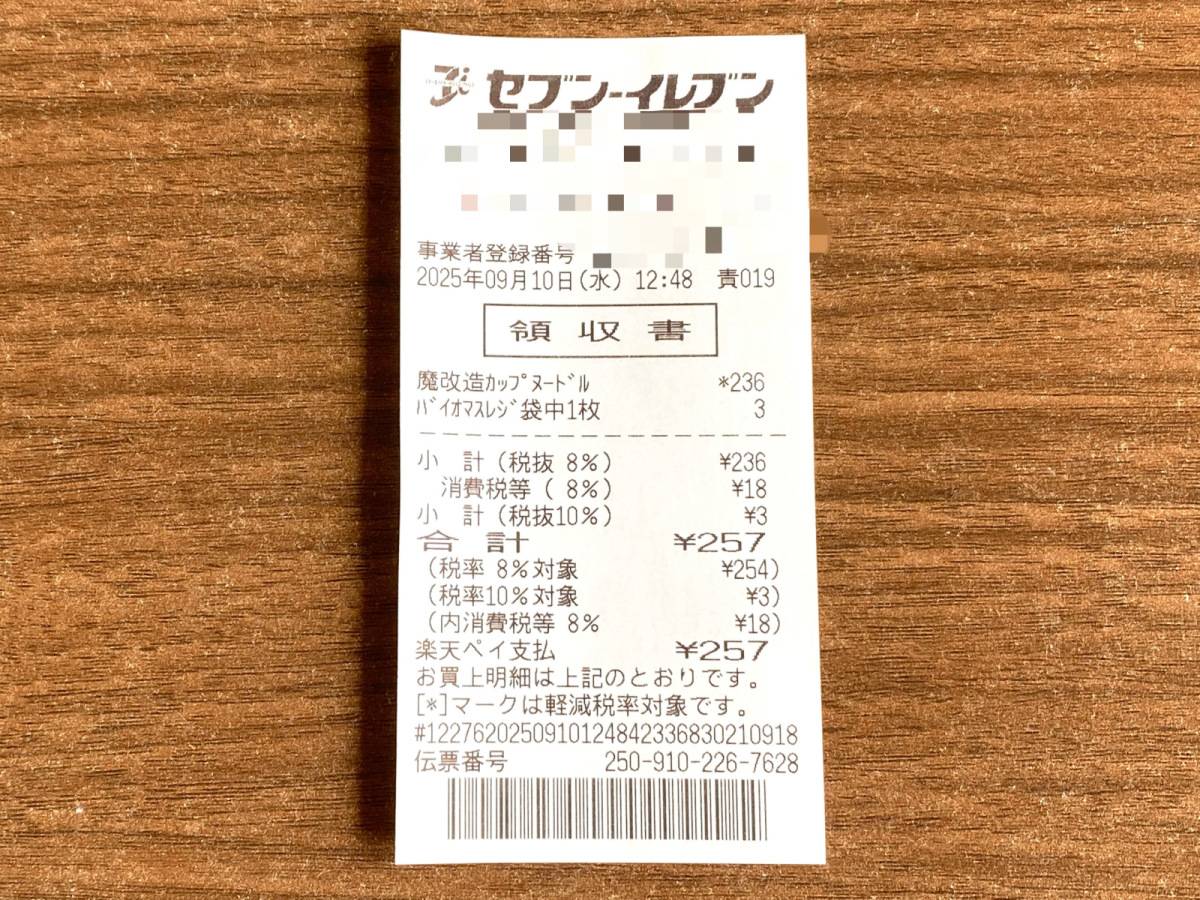 セブン-イレブン
事業者登録番号
2025年09月10日(水) 12:48 責019
領収書
魔改造ｶｯﾌﾟﾇｰﾄﾞﾙ *236
ﾊﾞｲｵﾏｽﾚｼﾞ袋中1枚 3
小 計(税抜 8%) ¥236
消費税等( 8%) ¥18
小 計(税抜10%) ¥3
合 計 ¥257
(税率 8%対象 ¥254)
(税率10%対象 ¥3)
(内消費税等 8% ¥18)
楽天ペイ支払 ¥257
お買上明細は上記のとおりです。
[*]マークは軽減税率対象です。
#122762025091012484233683021​0918
伝票番号 250-910-226-7628